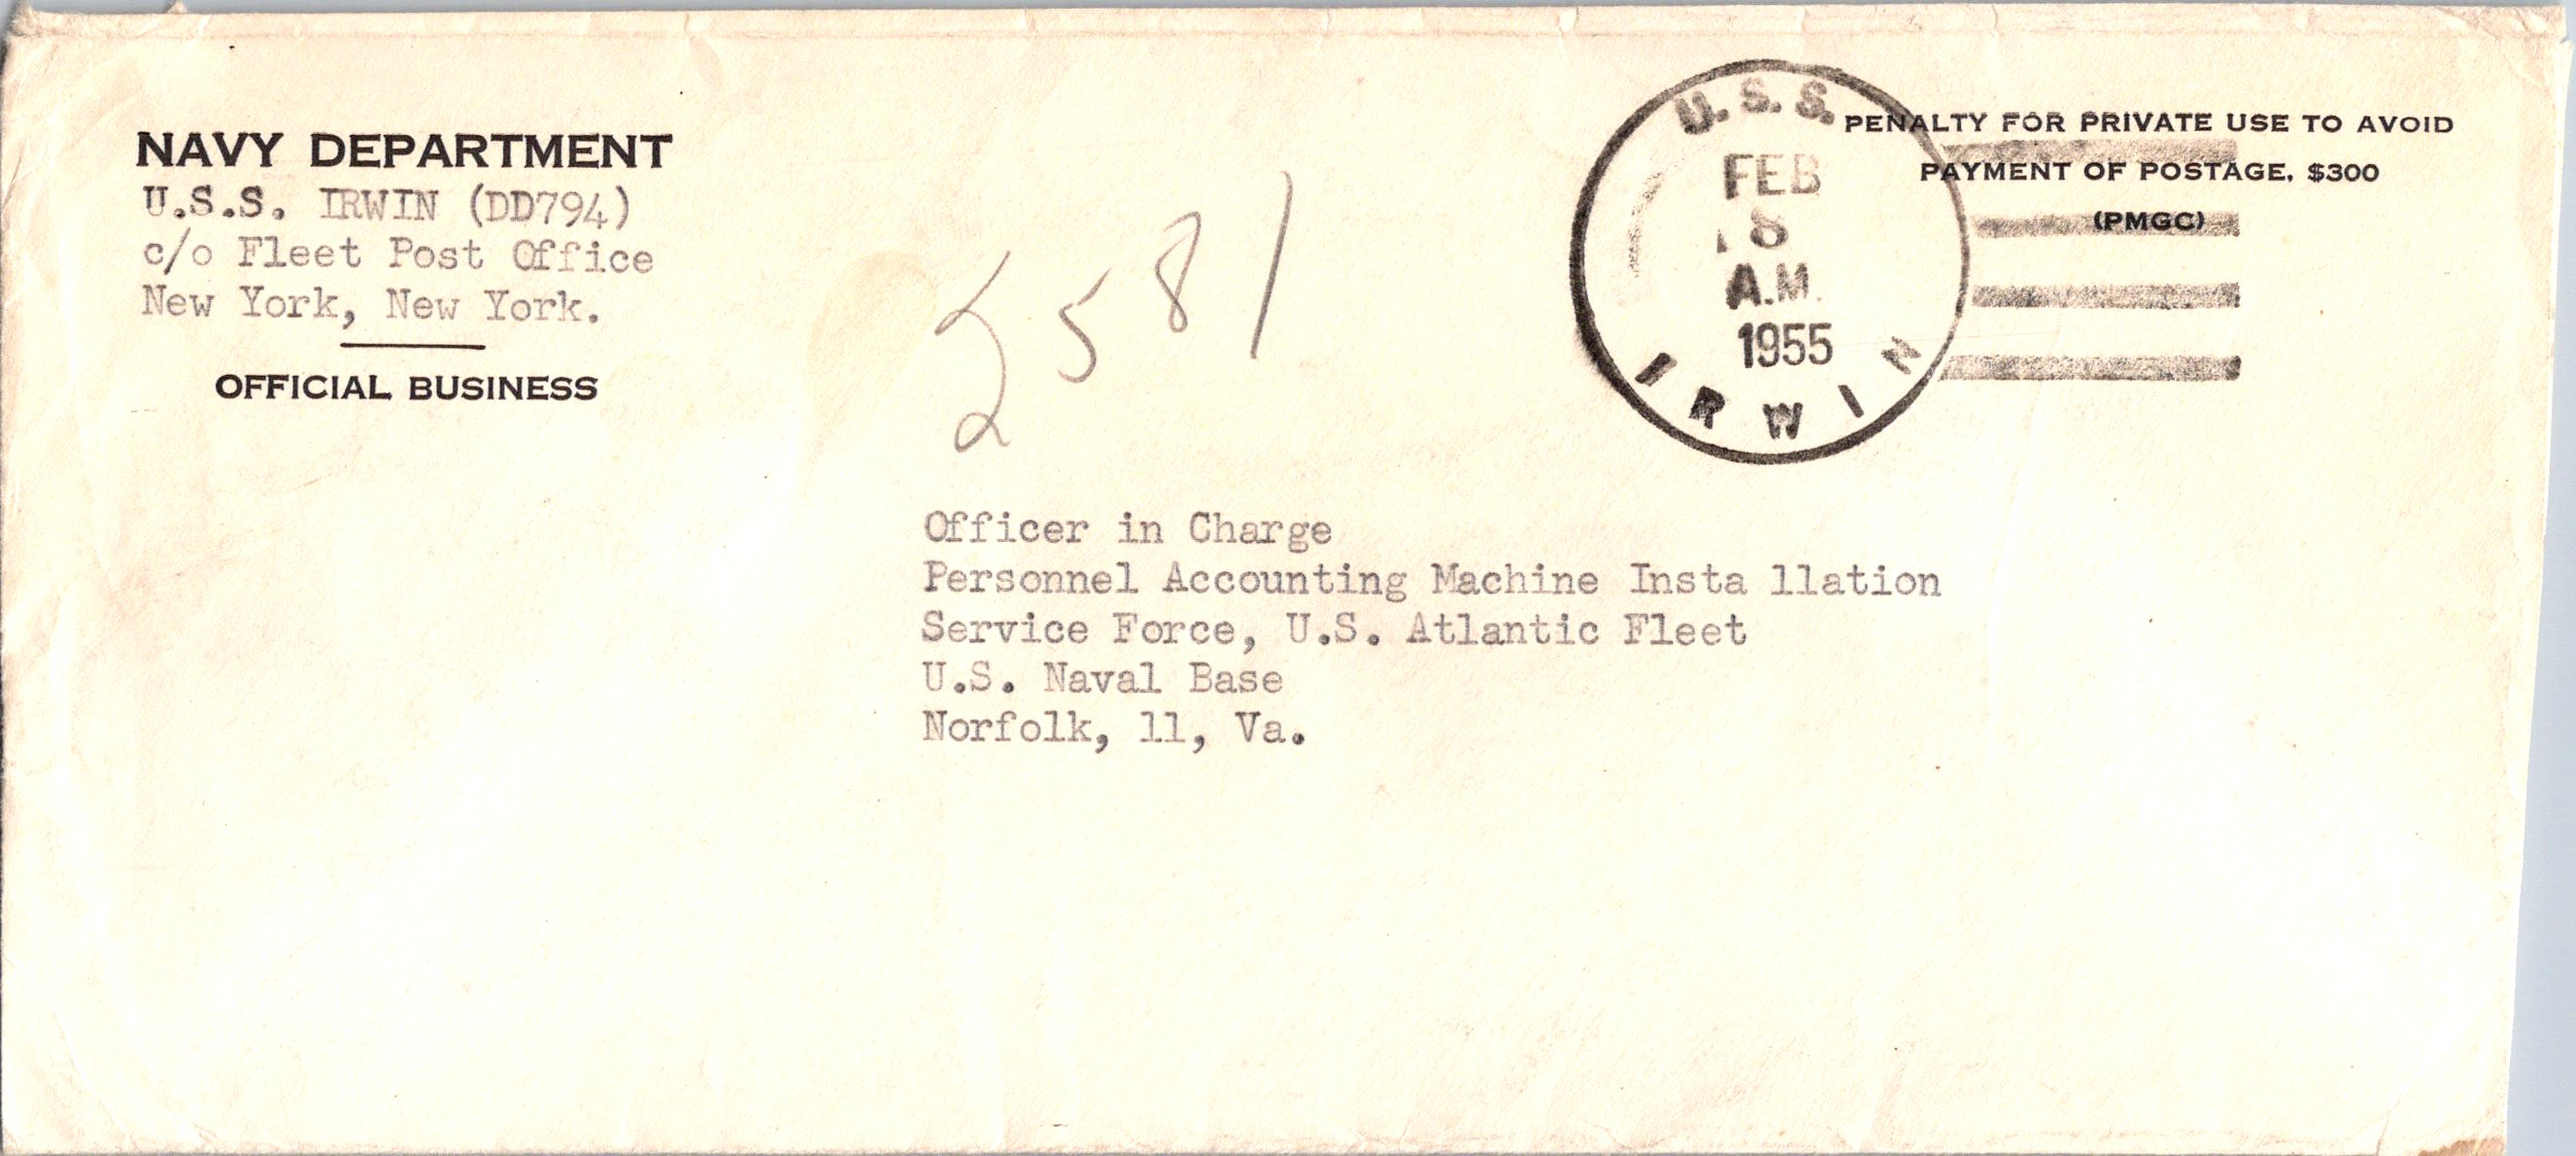 NAVY DEPARTMENT
U.S.S. IRWIN (DD794)
c/o Fleet Post Office
New York, New York.
OFFICIAL BUSINESS
581
U.S.S.
FEB
8
A.M.
1955
IRWIN
PENALTY FOR PRIVATE USE TO AVOID
PAYMENT OF POSTAGE, $300
(PMGC)
Officer in Charge
Personnel Accounting Machine Insta llation
Service Force, U.S. Atlantic Fleet
U.S. Naval Base
Norfolk, 11, Va.